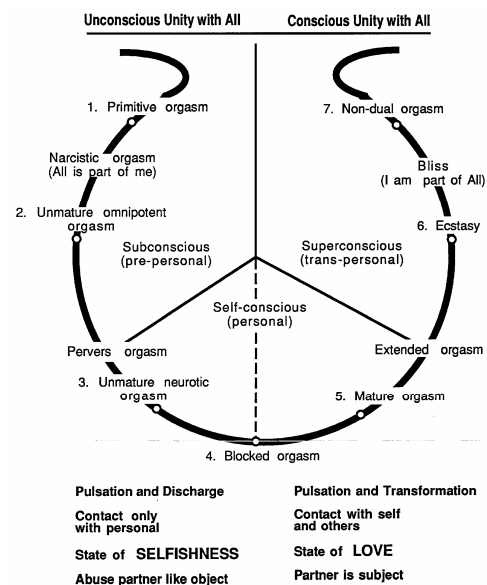 Unconscious Unity with All
Conscious Unity with All
1. Primitive orgasm
7. Non-dual orgasm
Narcistic orgasm
(All is part of me)
Bliss
(I am part of All)
2. Unmature omnipotent
orgasm
6. Ecstasy
Subconscious
(pre-personal)
Superconscious
(trans-personal)
Self-conscious
(personal)
Pervers orgasm
Extended orgasm
3. Unmature neurotic
orgasm
5. Mature orgasm
4. Blocked orgasm
Pulsation and Discharge
Contact only
with personal
State of SELFISHNESS
Abuse partner like object
Pulsation and Transformation
Contact with self
and others
State of LOVE
Partner is subject